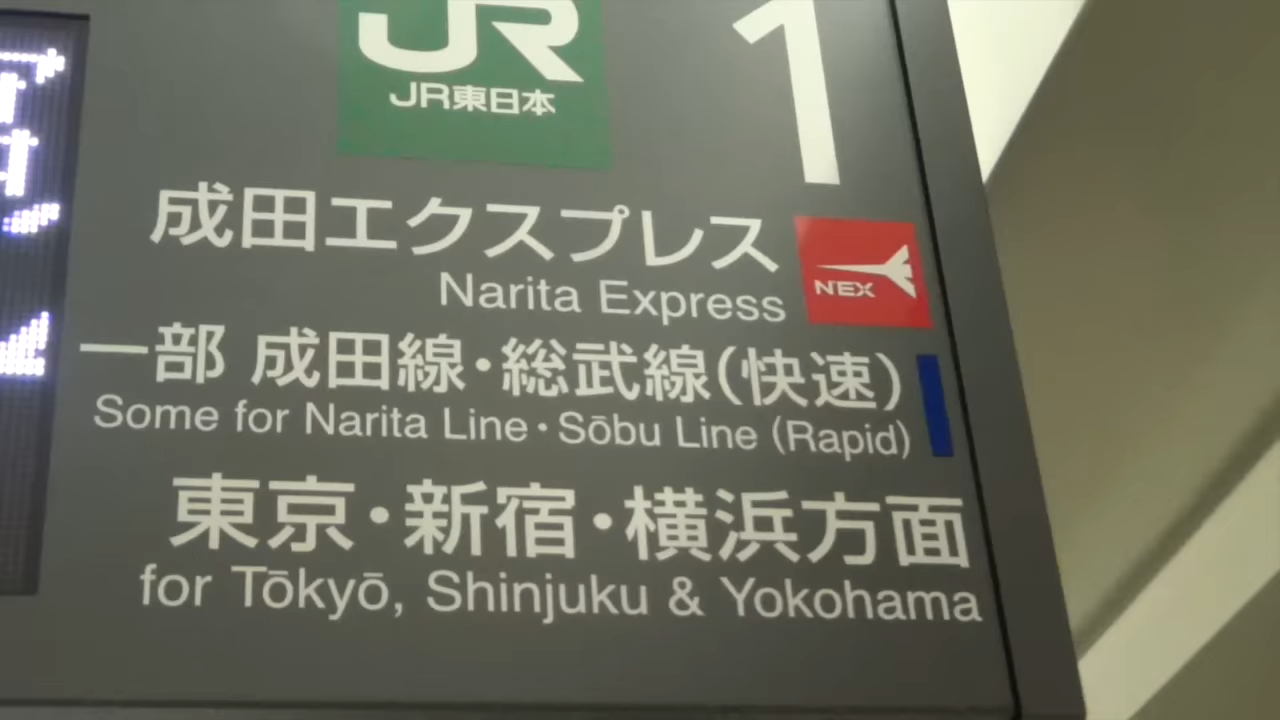 JR
JR東日本
1
成田エクスプレス
Narita Express
N'EX
一部 成田線・総武線(快速)
Some for Narita Line・Sōbu Line (Rapid)
東京・新宿・横浜方面
for Tōkyō, Shinjuku & Yokohama